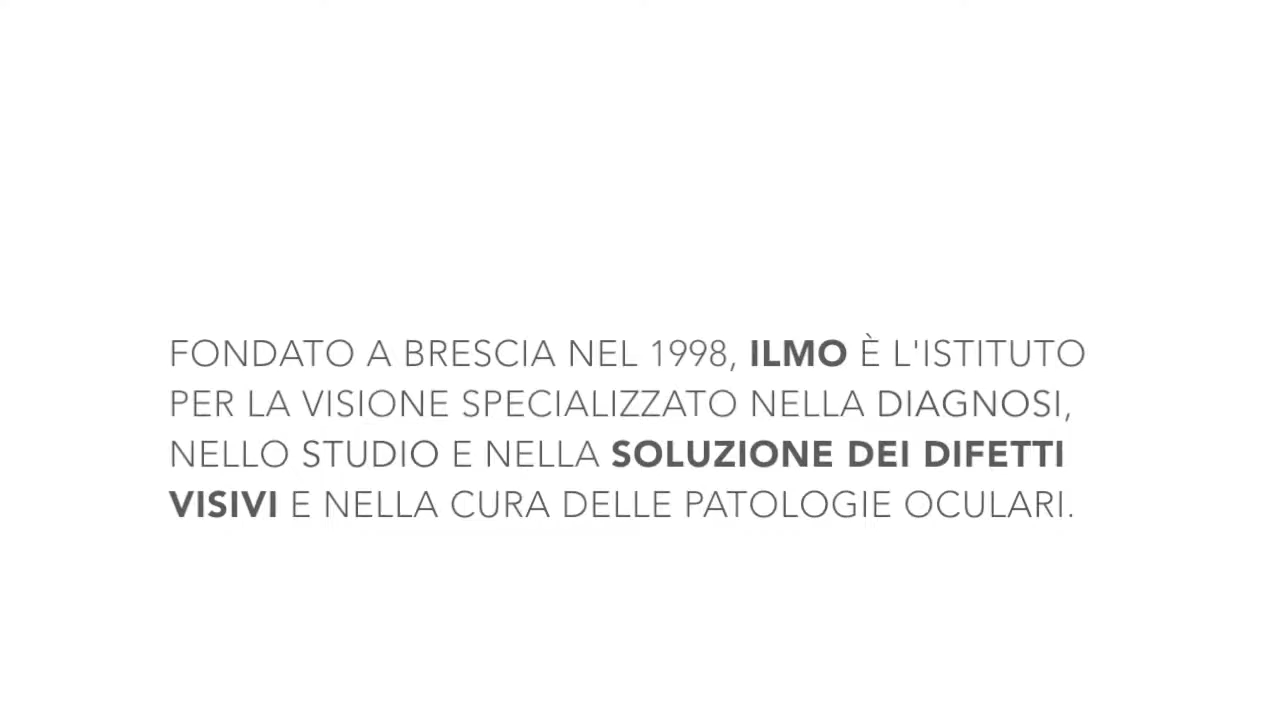 FONDATO A BRESCIA NEL 1998, ILMO È L'ISTITUTO
PER LA VISIONE SPECIALIZZATO NELLA DIAGNOSI,
NELLO STUDIO E NELLA SOLUZIONE DEI DIFETTI
VISIVI E NELLA CURA DELLE PATOLOGIE OCULARI.